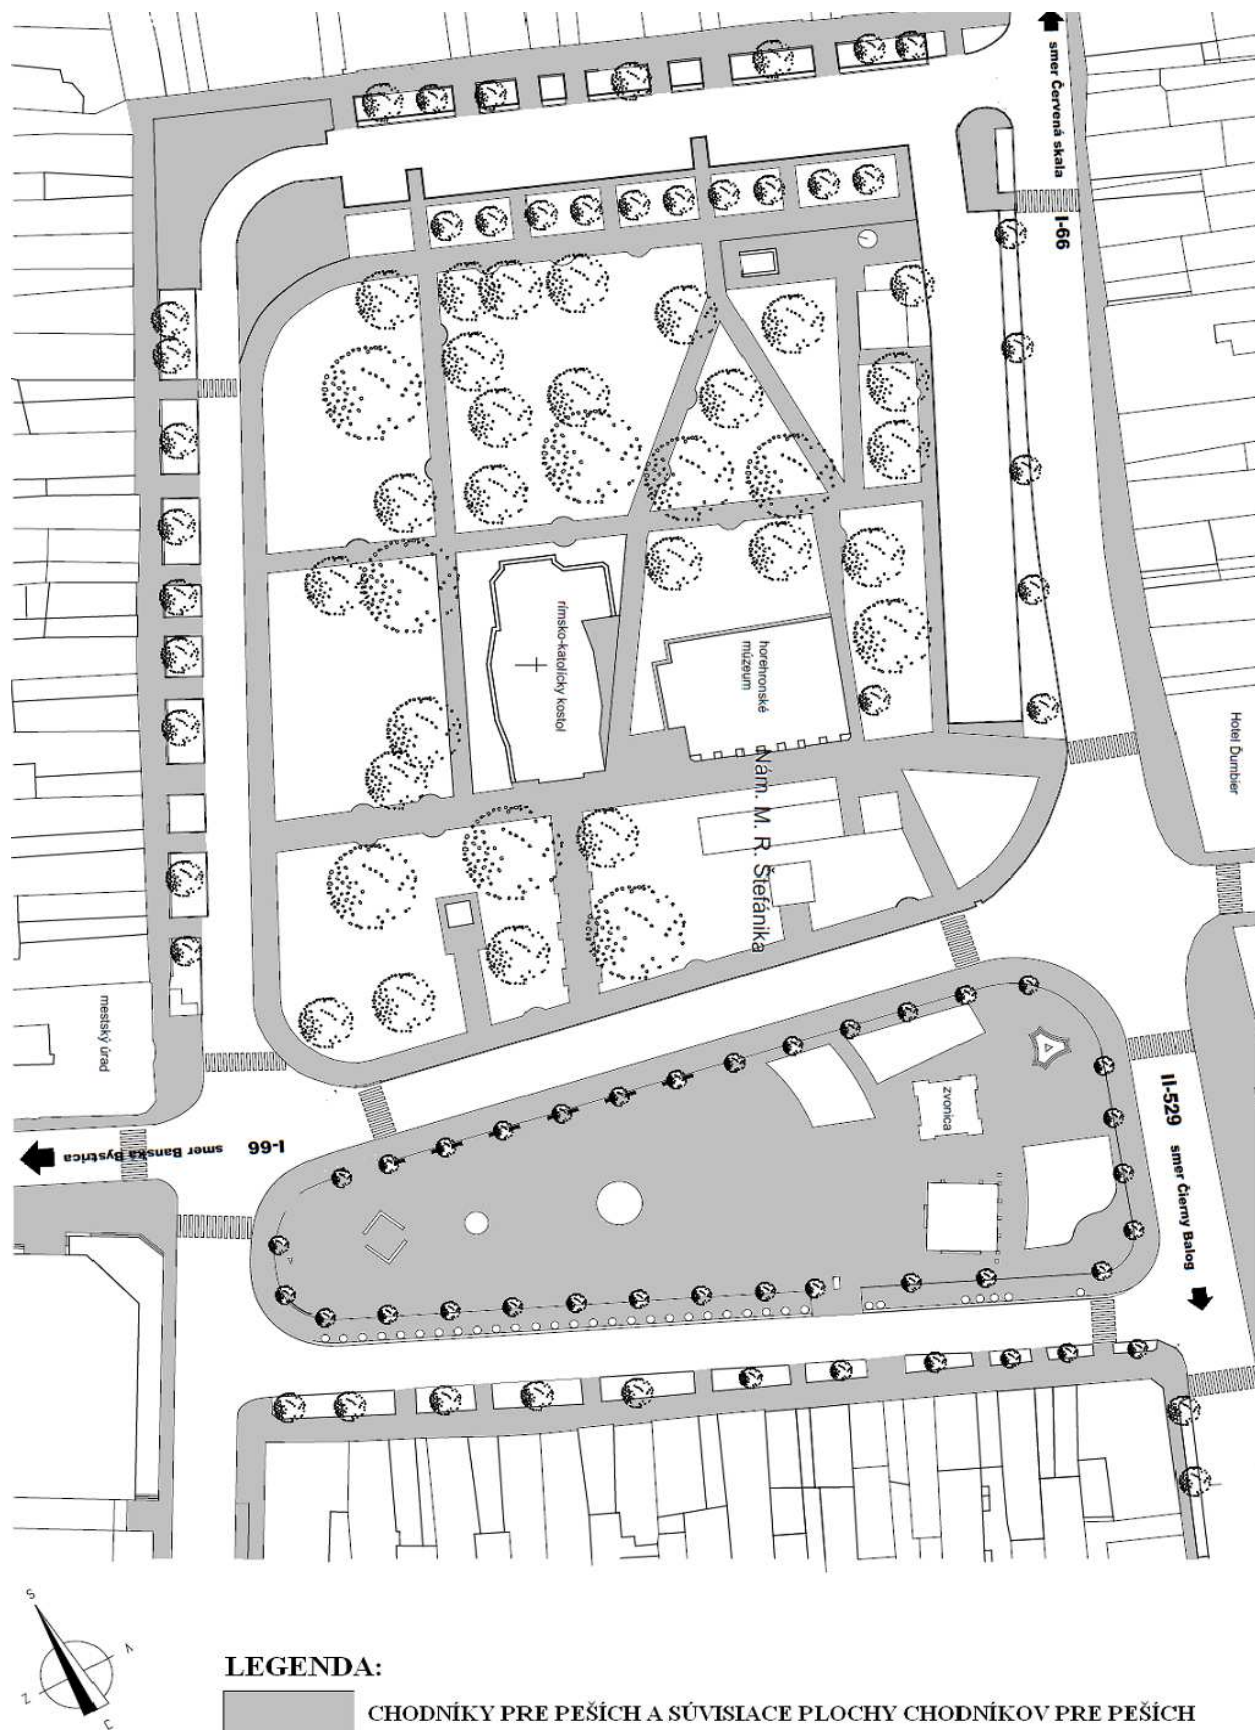 smer Červená skala
I-66
rímsko-katolícky kostol
horehronské
múzeum
Nám. M. R. Štefánika
Hotel Ďumbier
mestský úrad
zvonica
I-66
smer Banská Bystrica
II-529
smer Čierny Balog
S
V
Z
J
LEGENDA:
CHODNÍKY PRE PEŠÍCH A SÚVISIACE PLOCHY CHODNÍKOV PRE PEŠÍCH